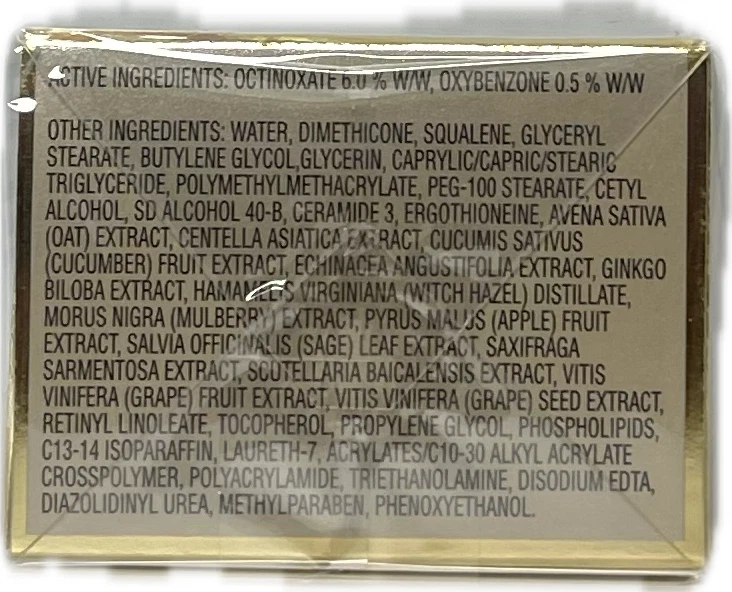 ACTIVE INGREDIENTS: OCTINOXATE 6.0 % W/W, OXYBENZONE 0.5 % W/W
OTHER INGREDIENTS: WATER, DIMETHICONE, SQUALENE, GLYCERYL
STEARATE, BUTYLENE GLYCOL,GLYCERIN, CAPRYLIC/CAPRIC/STEARIC
TRIGLYCERIDE, POLYMETHYLMETHACRYLATE, PEG-100 STEARATE, CETYL
ALCOHOL, SD ALCOHOL 40-B, CERAMIDE 3, ERGOTHIONEINE, AVENA SATIVA
(OAT) EXTRACT, CENTELLA ASIATICA EXTRACT, CUCUMIS SATIVUS
(CUCUMBER) FRUIT EXTRACT, ECHINACEA ANGUSTIFOLIA EXTRACT, GINKGO
BILOBA EXTRACT, HAMAMELIS VIRGINIANA (WITCH HAZEL) DISTILLATE,
MORUS NIGRA (MULBERRY) EXTRACT, PYRUS MALUS (APPLE) FRUIT
EXTRACT, SALVIA OFFICINALIS (SAGE) LEAF EXTRACT, SAXIFRAGA
SARMENTOSA EXTRACT, SCUTELLARIA BAICALENSIS EXTRACT, VITIS
VINIFERA (GRAPE) FRUIT EXTRACT, VITIS VINIFERA (GRAPE) SEED EXTRACT,
RETINYL LINOLEATE, TOCOPHEROL, PROPYLENE GLYCOL, PHOSPHOLIPIDS,
C13-14 ISOPARAFFIN, LAURETH-7, ACRYLATES/C10-30 ALKYL ACRYLATE
CROSSPOLYMER, POLYACRYLAMIDE, TRIETHANOLAMINE, DISODIUM EDTA,
DIAZOLIDINYL UREA, METHYLPARABEN, PHENOXYETHANOL.